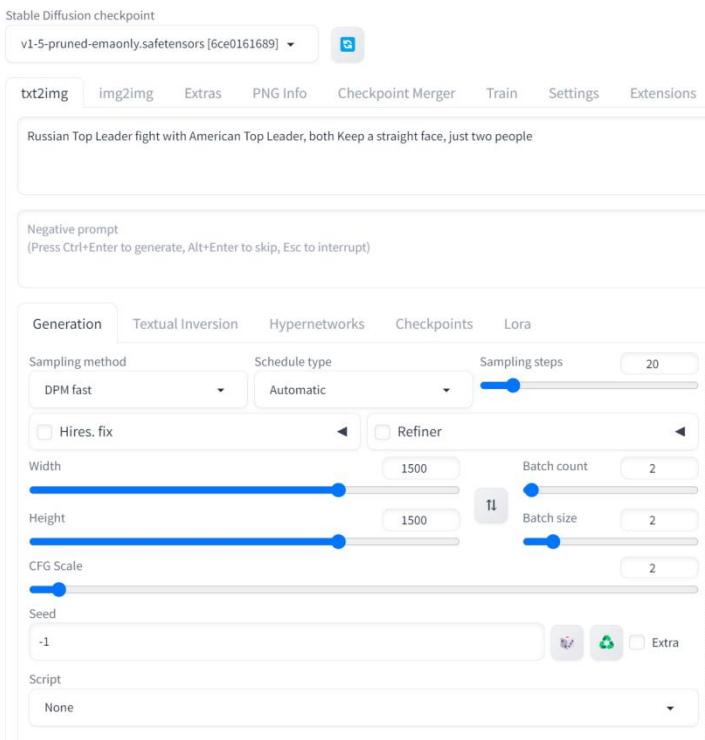 Stable Diffusion checkpoint
v1-5-pruned-emaonly.safetensors [6ce0161689]
txt2img img2img Extras PNG Info Checkpoint Merger Train Settings Extensions
Russian Top Leader fight with American Top Leader, both Keep a straight face, just two people
Negative prompt
(Press Ctrl+Enter to generate, Alt+Enter to skip, Esc to interrupt)
Generation Textual Inversion Hypernetworks Checkpoints Lora
Sampling method Schedule type Sampling steps 20
DPM fast Automatic
Hires. fix Refiner
Width 1500 Batch count 2
Height 1500 Batch size 2
CFG Scale 2
Seed
-1 Extra
Script
None